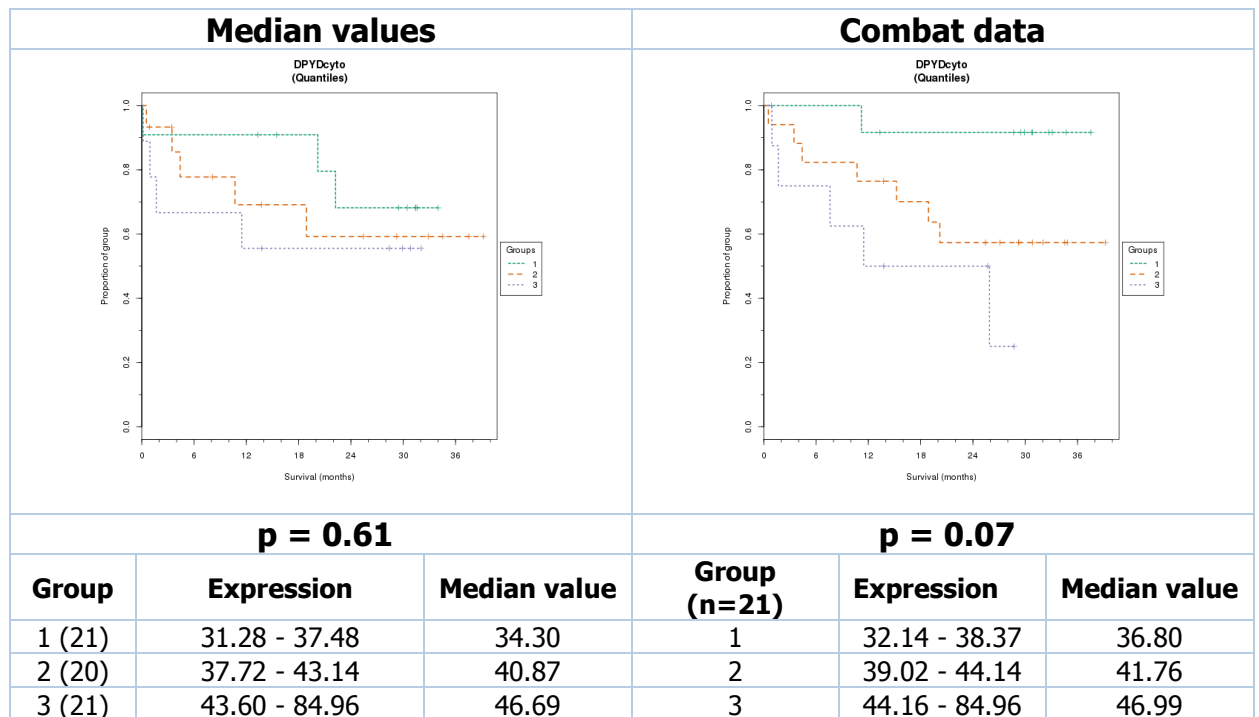 Median values
Combat data
DPYDcyto
(Quantiles)
1.0
0.8
0.6
0.4
0.2
0.0
Proportion of group
0 6 12 18 24 30 36
Survival (months)
Groups
1
2
3
DPYDcyto
(Quantiles)
1.0
0.8
0.6
0.4
0.2
0.0
Proportion of group
0 6 12 18 24 30 36
Survival (months)
Groups
1
2
3
p = 0.61
p = 0.07
Group Expression Median value Group (n=21) Expression Median value
1 (21) 31.28 - 37.48 34.30 1 32.14 - 38.37 36.80
2 (20) 37.72 - 43.14 40.87 2 39.02 - 44.14 41.76
3 (21) 43.60 - 84.96 46.69 3 44.16 - 84.96 46.99